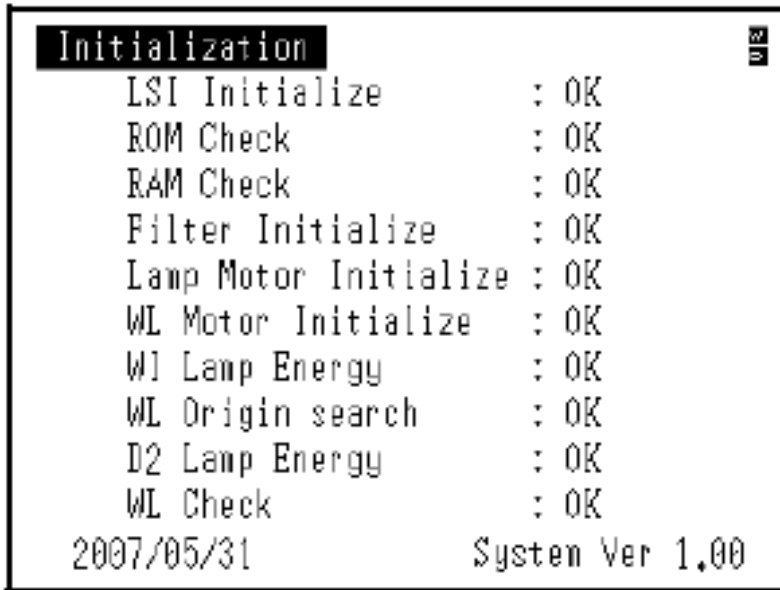 Initialization
W
D
LSI Initialize : OK
ROM Check : OK
RAM Check : OK
Filter Initialize : OK
Lamp Motor Initialize : OK
WL Motor Initialize : OK
WI Lamp Energy : OK
WL Origin search : OK
D2 Lamp Energy : OK
WL Check : OK
2007/05/31 System Ver 1.00